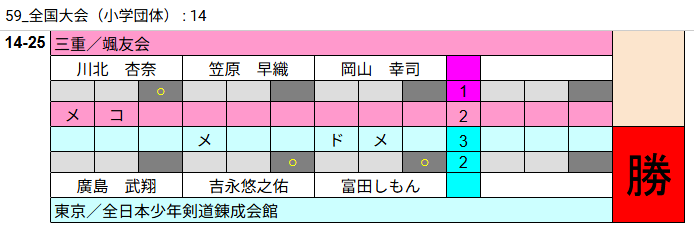 59_全国大会（小学団体）：14
14-25 三重／颯友会
川北　杏奈 笠原　早織 岡山　幸司
○ 1
メ コ 2
メ ド メ 3
○ ○ 2
廣島　武翔 吉永悠之佑 富田しもん
東京／全日本少年剣道錬成会館
勝